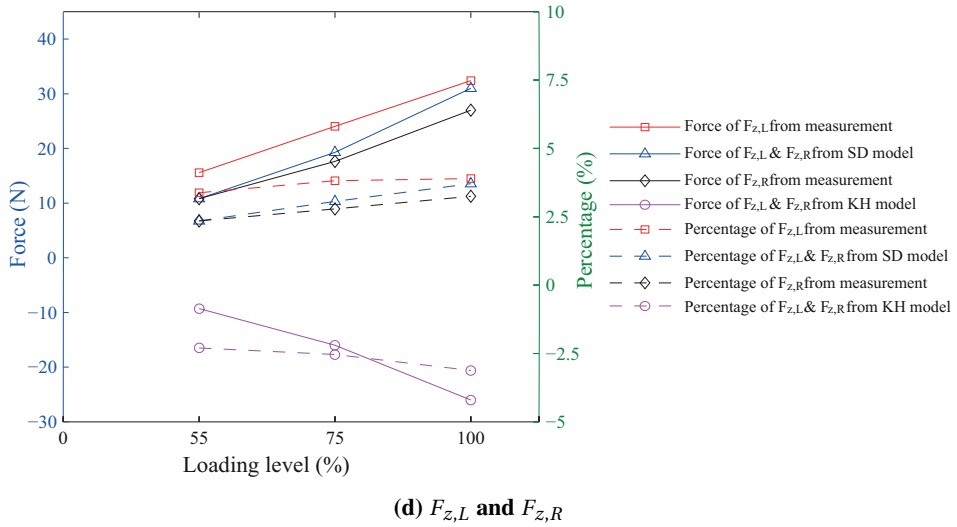 40
30
20
10
0
−10
−20
−30
Force (N)
10
7.5
5
2.5
0
−2.5
−5
Percentage (%)
0
55
75
100
Loading level (%)
Force of Fz,L from measurement
Force of Fz,L & Fz,R from SD model
Force of Fz,R from measurement
Force of Fz,L & Fz,R from KH model
Percentage of Fz,L from measurement
Percentage of Fz,L & Fz,R from SD model
Percentage of Fz,R from measurement
Percentage of Fz,L & Fz,R from KH model
(d) Fz,L and Fz,R